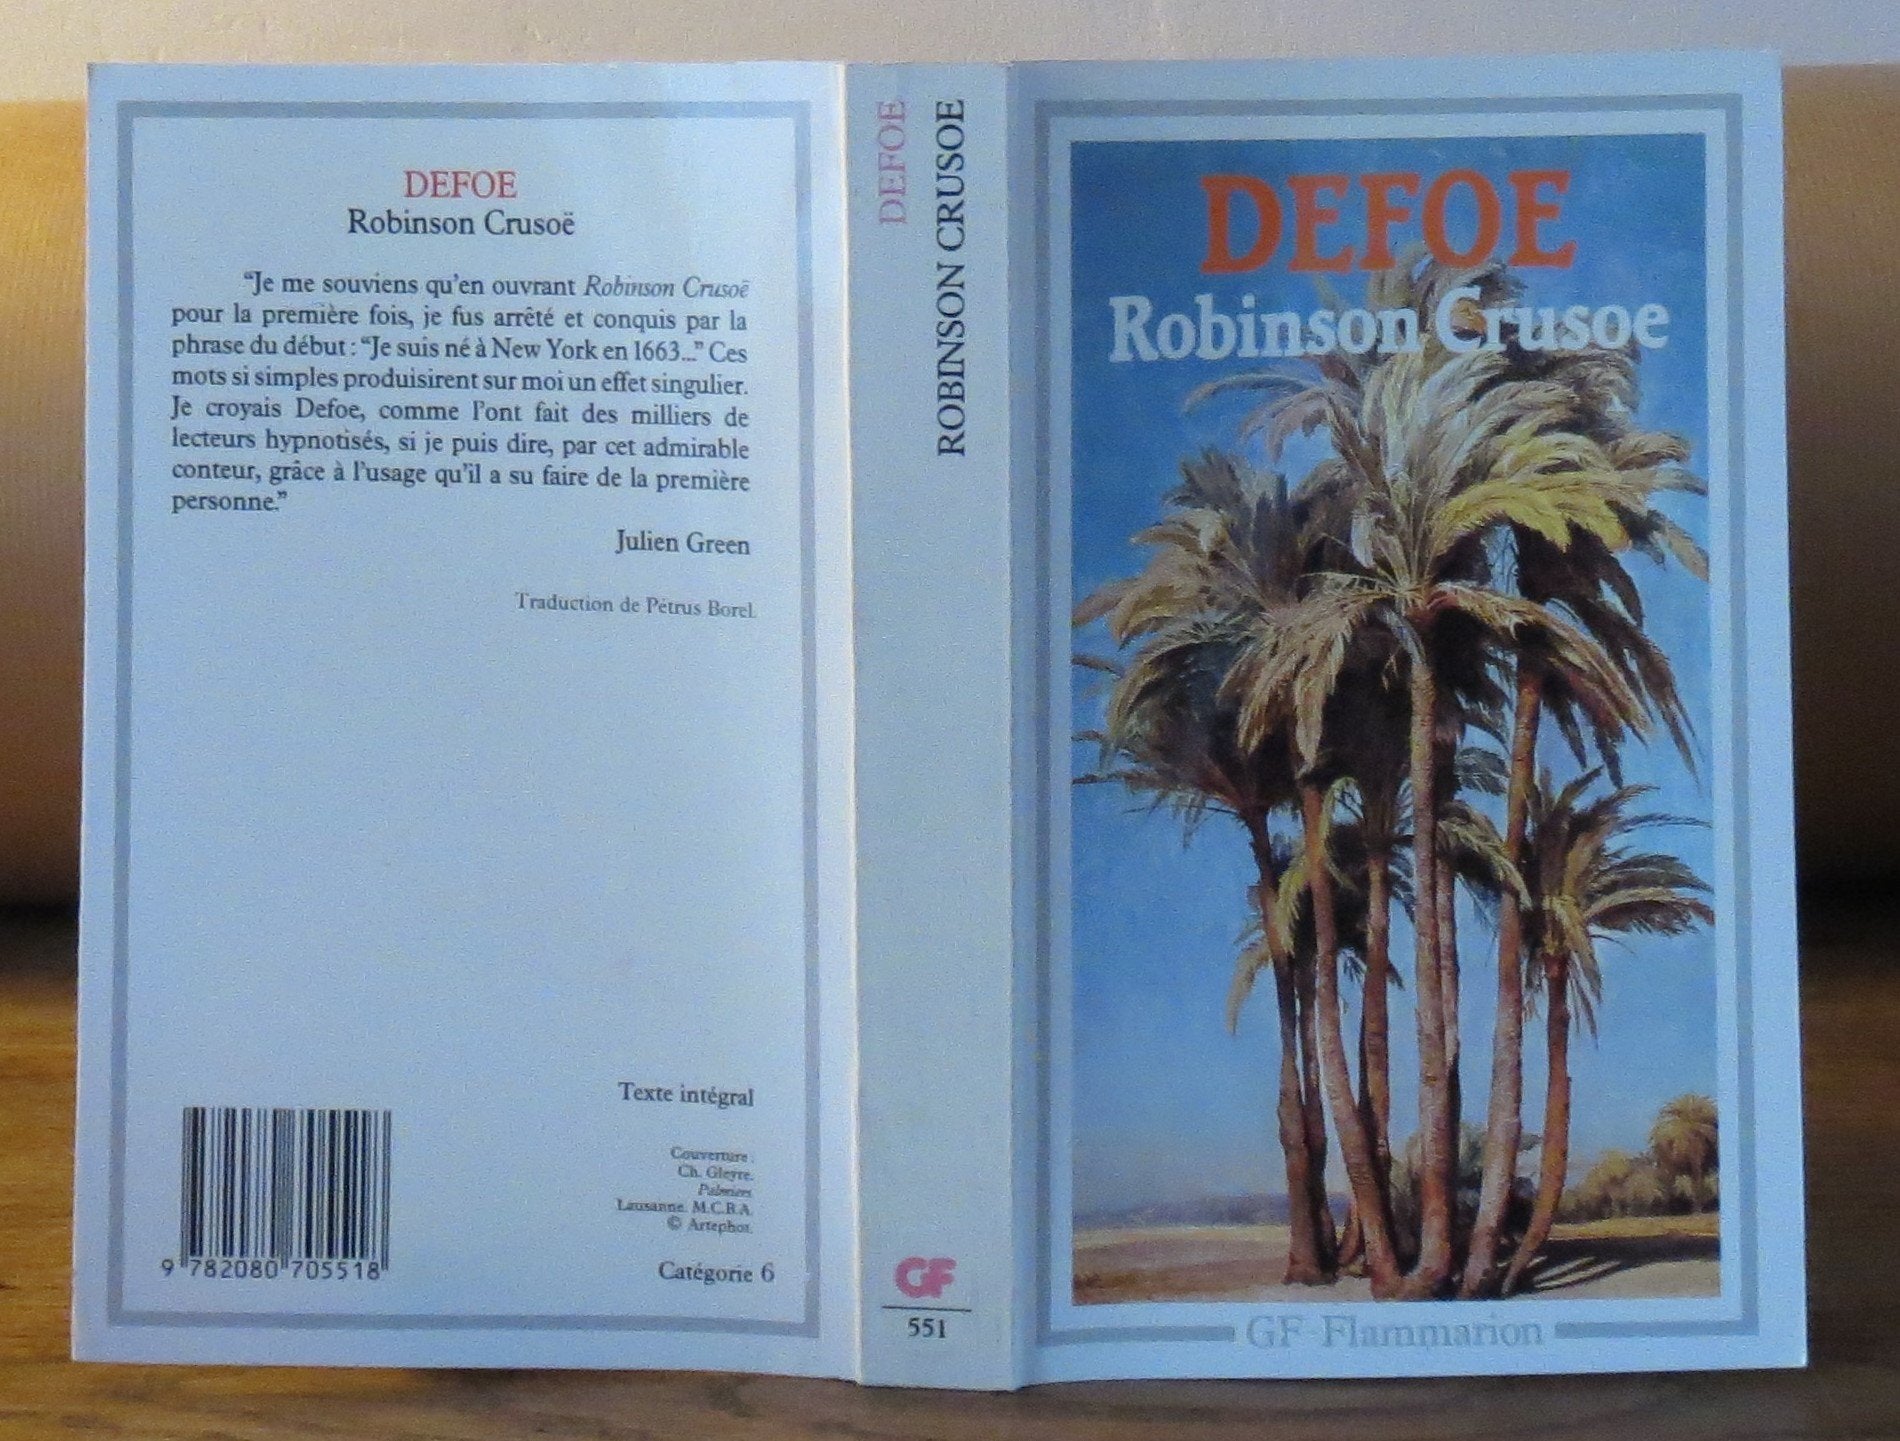 DEFOE
Robinson Crusoë
“Je me souviens qu’en ouvrant Robinson Crusoë
pour la première fois, je fus arrêté et conquis par la
phrase du début : “Je suis né à New York en 1663...” Ces
mots si simples produisirent sur moi un effet singulier.
Je croyais Defoe, comme l’ont fait des milliers de
lecteurs hypnotisés, si je puis dire, par cet admirable
conteur, grâce à l’usage qu’il a su faire de la première
personne.”
Julien Green
Traduction de Pétrus Borel.
Texte intégral
Couverture :
Ch. Gleyre.
Palmiers
Lausanne. M.C.B.A.
© Artephot.
Catégorie 6
9 782080 705518
DEFOE
ROBINSON CRUSOE
GF
551
DEFOE
Robinson Crusoe
GF-Flammarion